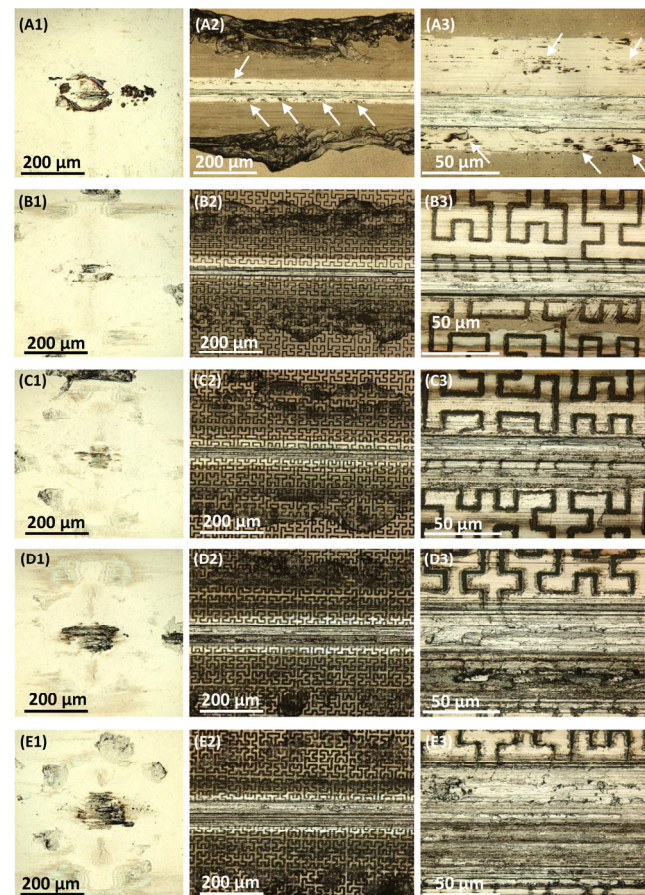 (A1) (A2) (A3)
200 µm 200 µm 50 µm
(B1) (B2) (B3)
200 µm 200 µm 50 µm
(C1) (C2) (C3)
200 µm 200 µm 50 µm
(D1) (D2) (D3)
200 µm 200 µm 50 µm
(E1) (E2) (E3)
200 µm 200 µm 50 µm